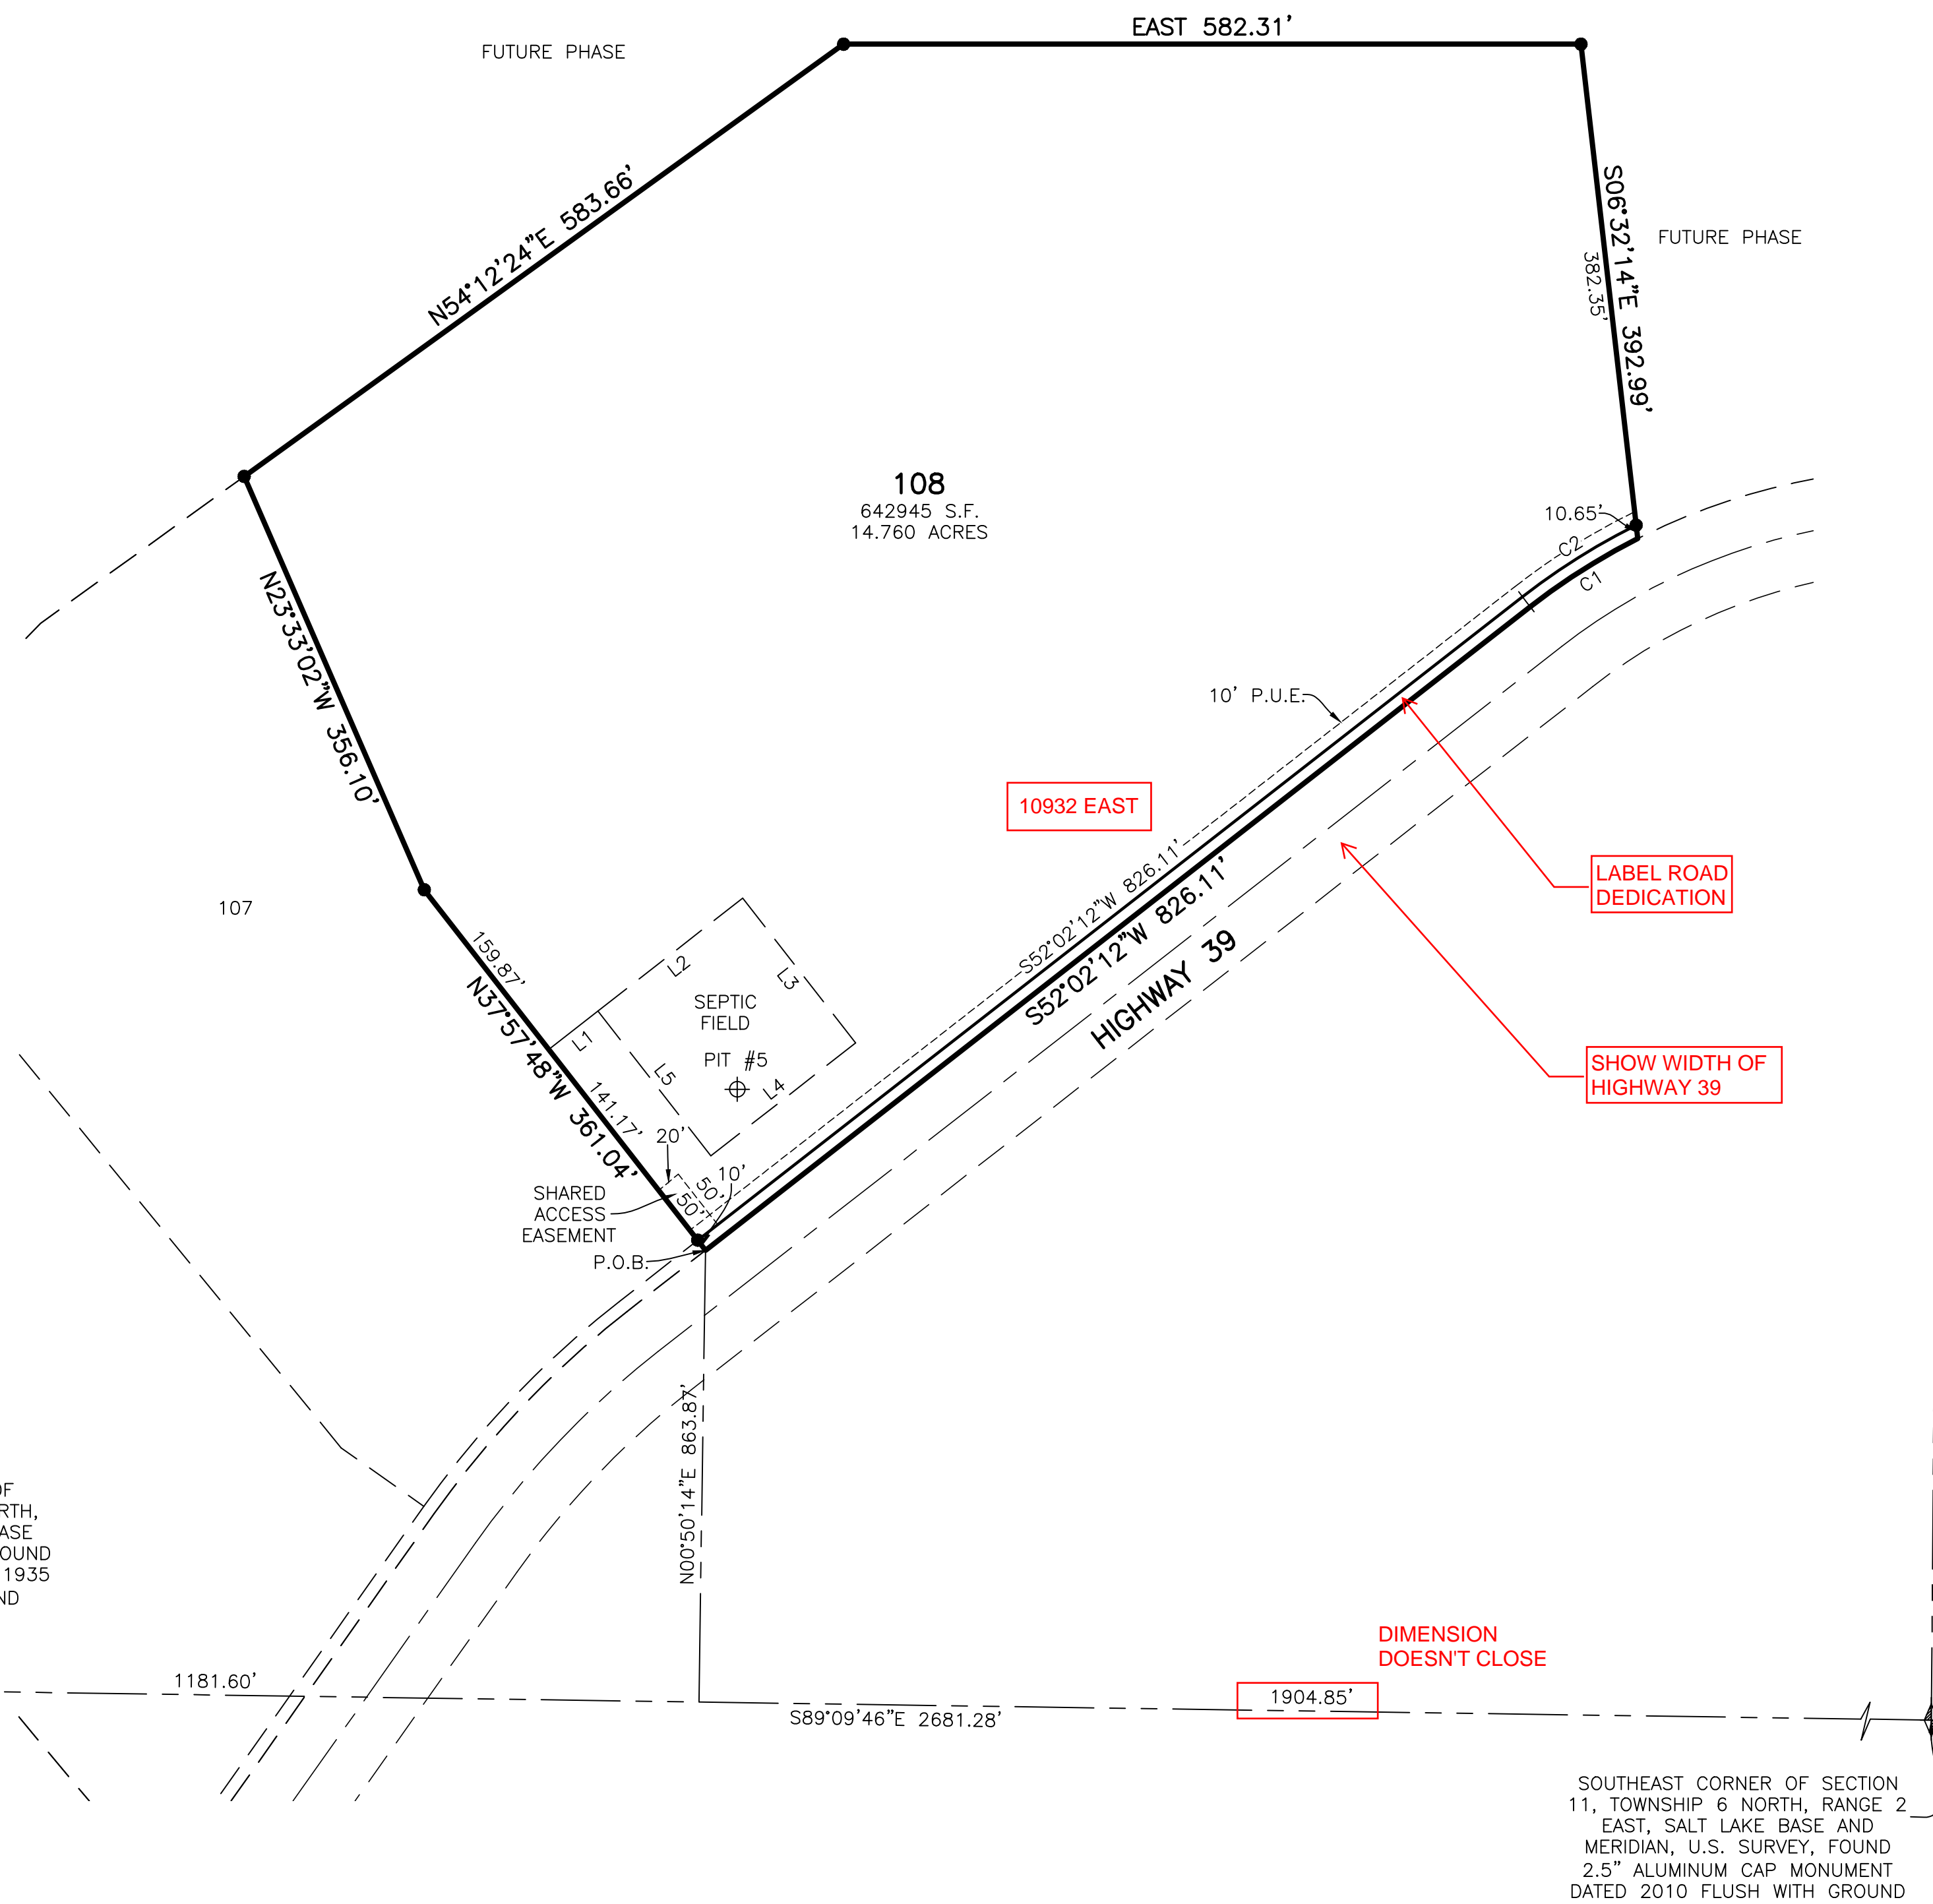 EAST 582.31'
FUTURE PHASE
N54°12'24"E 583.66'
S06°32'14"E 392.99'
382.35'
FUTURE PHASE
108
642945 S.F.
14.760 ACRES
10.65'
C2
C1
N23°33'02"W 356.10'
10' P.U.E.
10932 EAST
LABEL ROAD
DEDICATION
S52°02'12"W 826.11'
S52°02'12"W 826.11'
HIGHWAY 39
107
159.87'
N37°57'48"W 361.04'
141.17'
L2
L3
SEPTIC
FIELD
L1
PIT #5
L5
L4
SHOW WIDTH OF
HIGHWAY 39
20'
10'
50'
50'
SHARED
ACCESS
EASEMENT
P.O.B.
N00°50'14"E 863.87'
OF
RTH,
ASE
OUND
1935
ND
DIMENSION
DOESN'T CLOSE
1181.60'
1904.85'
S89°09'46"E 2681.28'
SOUTHEAST CORNER OF SECTION
11, TOWNSHIP 6 NORTH, RANGE 2
EAST, SALT LAKE BASE AND
MERIDIAN, U.S. SURVEY, FOUND
2.5" ALUMINUM CAP MONUMENT
DATED 2010 FLUSH WITH GROUND